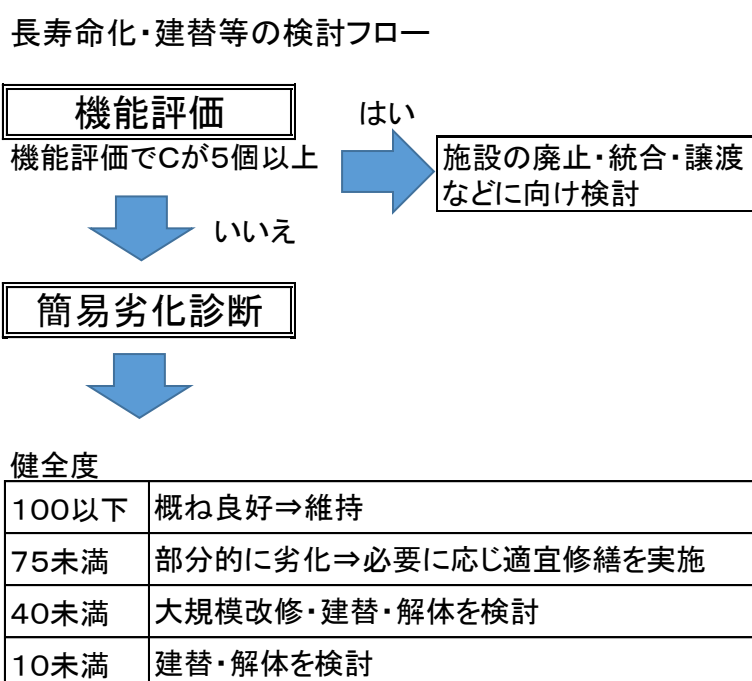 長寿命化・建替等の検討フロー
機能評価
はい
機能評価でCが5個以上
施設の廃止・統合・譲渡
などに向け検討
いいえ
簡易劣化診断
健全度
100以下 概ね良好⇒維持
75未満 部分的に劣化⇒必要に応じ適宜修繕を実施
40未満 大規模改修・建替・解体を検討
10未満 建替・解体を検討